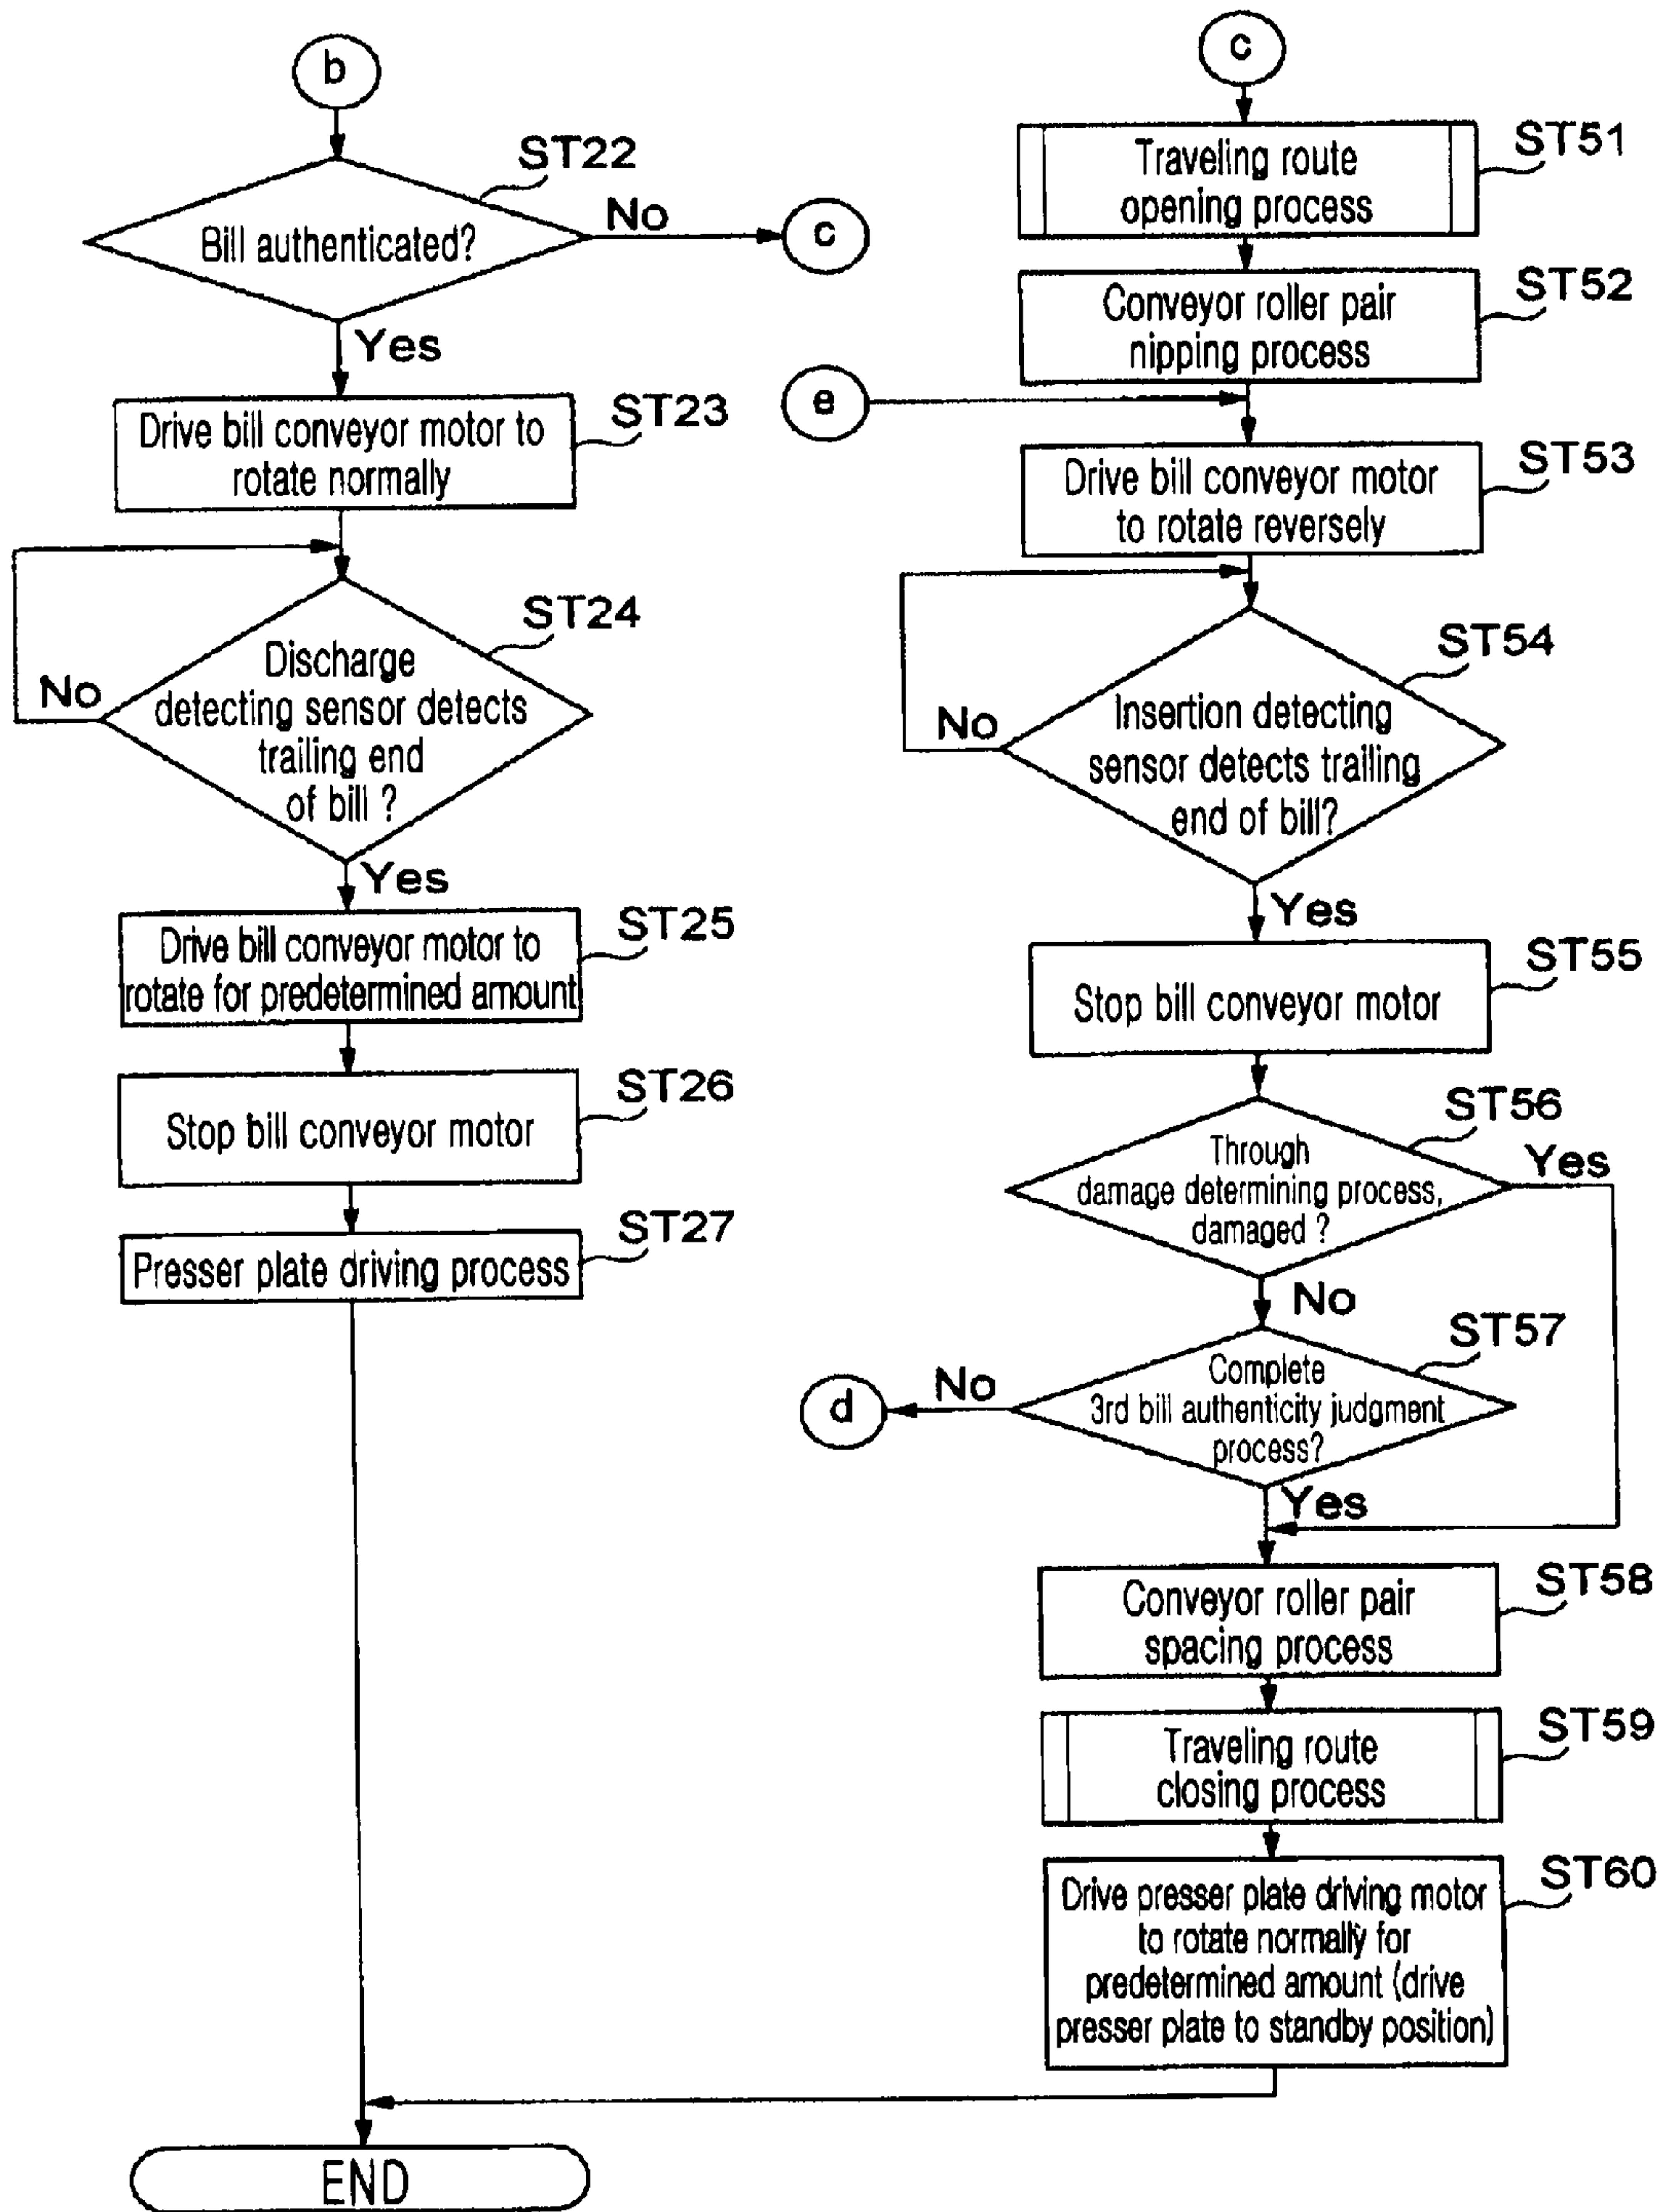 b
ST22
Bill authenticated?
No
c
Yes
ST23
Drive bill conveyor motor to
rotate normally
ST24
Discharge
detecting sensor detects
trailing end
of bill ?
No
Yes
ST25
Drive bill conveyor motor to
rotate for predetermined amount
ST26
Stop bill conveyor motor
ST27
Presser plate driving process
c
ST51
Traveling route
opening process
ST52
Conveyor roller pair
nipping process
e
ST53
Drive bill conveyor motor
to rotate reversely
ST54
Insertion detecting
sensor detects trailing
end of bill?
No
Yes
ST55
Stop bill conveyor motor
ST56
Through
damage determining process,
damaged ?
Yes
No
ST57
Complete
3rd bill authenticity judgment
process?
No
d
Yes
ST58
Conveyor roller pair
spacing process
ST59
Traveling route
closing process
ST60
Drive presser plate driving motor
to rotate normally for
predetermined amount (drive
presser plate to standby position)
END